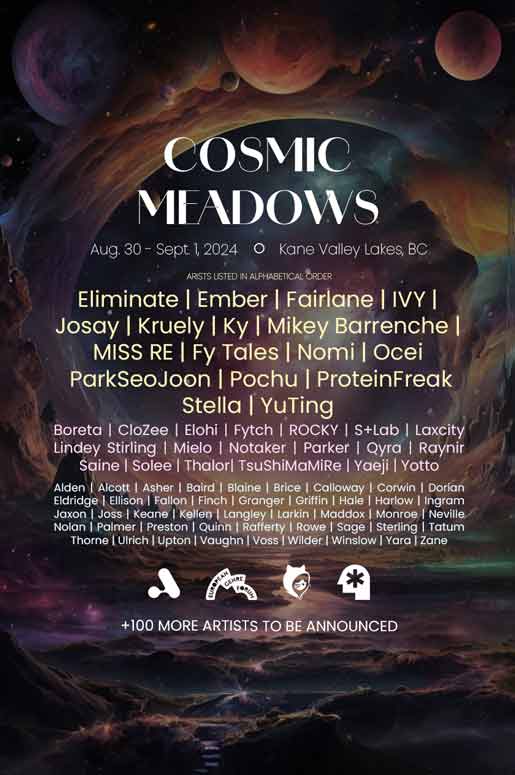 COSMIC
MEADOWS
Aug. 30 - Sept. 1, 2024 O Kane Valley Lakes, BC
ARISTS LISTED IN ALPHABETICAL ORDER
Eliminate | Ember | Fairlane | IVY |
Josay | Kruely | Ky | Mikey Barrenche |
MISS RE | Fy Tales | Nomi | Ocei
ParkSeoJoon | Pochu | ProteinFreak
Stella | YuTing
Boreta | CloZee | Elohi | Fytch | ROCKY | S+Lab | Laxcity
Lindey Stirling | Mielo | Notaker | Parker | Qyra | Raynir
Saine | Solee | Thalor| TsuShiMaMiRe | Yaeji | Yotto
Alden | Alcott | Asher | Baird | Blaine | Brice | Calloway | Corwin | Dorian
Eldridge | Ellison | Fallon | Finch | Granger | Griffin | Hale | Harlow | Ingram
Jaxon | Joss | Keane | Kellen | Langley | Larkin | Maddox | Monroe | Neville
Nolan | Palmer | Preston | Quinn | Rafferty | Rowe | Sage | Sterling | Tatum
Thorne | Ulrich | Upton | Vaughn | Voss | Wilder | Winslow | Yara | Zane
EUROPEAN
GENRE
FORUM
+100 MORE ARTISTS TO BE ANNOUNCED